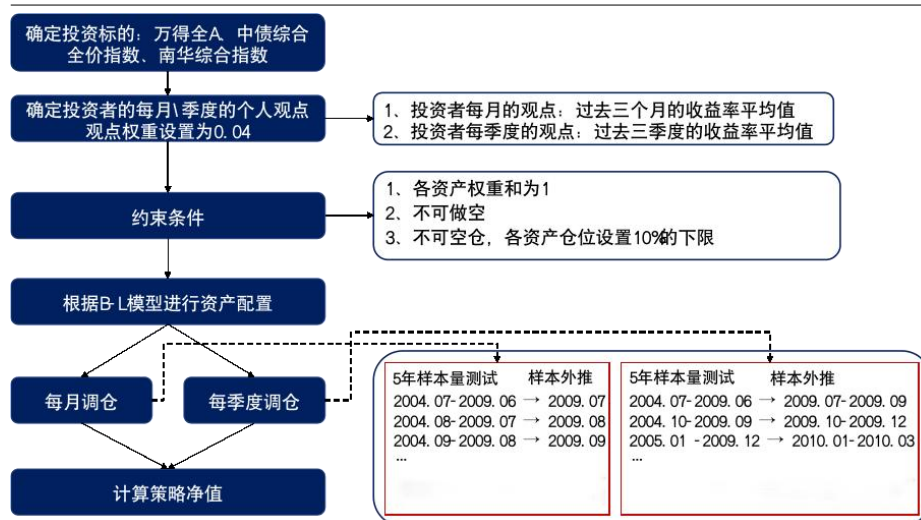 确定投资标的：万得全A、中债综合
全价指数、南华综合指数
确定投资者的每月\季度的个人观点
观点权重设置为0.04
1、投资者每月的观点：过去三个月的收益率平均值
2、投资者每季度的观点：过去三季度的收益率平均值
约束条件
1、各资产权重和为1
2、不可做空
3、不可空仓，各资产仓位设置10%的下限
根据B-L模型进行资产配置
每月调仓
每季度调仓
5年样本量测试 样本外推
2004.07-2009.06 → 2009.07
2004.08-2009.07 → 2009.08
2004.09-2009.08 → 2009.09
...
5年样本量测试 样本外推
2004.07-2009.06 → 2009.07-2009.09
2004.10-2009.09 → 2009.10-2009.12
2005.01 -2009.12 → 2010.01-2010.03
...
计算策略净值